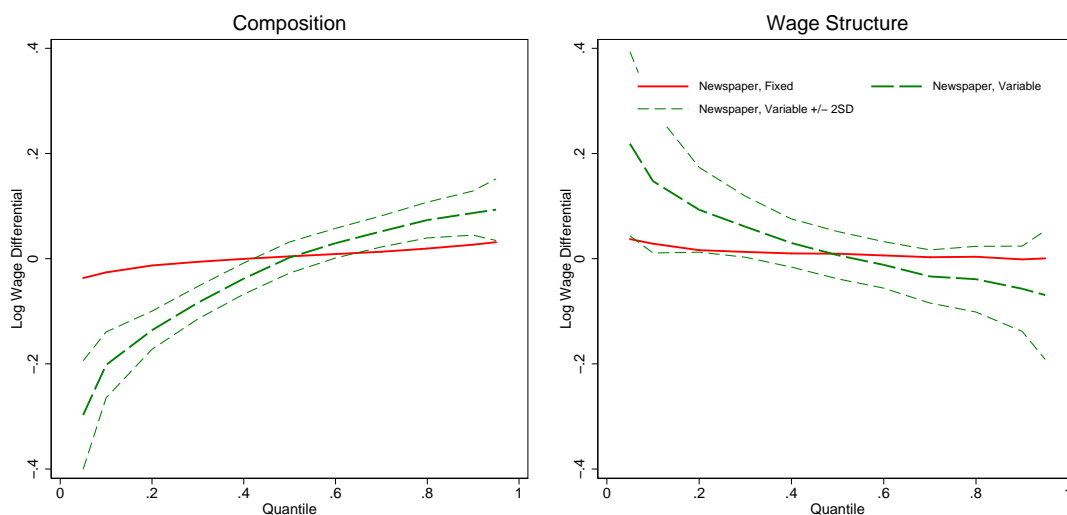 Composition
Log Wage Differential
.4
.2
0
−.2
−.4
0
.2
.4
.6
.8
1
Quantile
Wage Structure
Newspaper, Fixed
Newspaper, Variable
Newspaper, Variable +/− 2SD
Log Wage Differential
.4
.2
0
−.2
−.4
0
.2
.4
.6
.8
1
Quantile